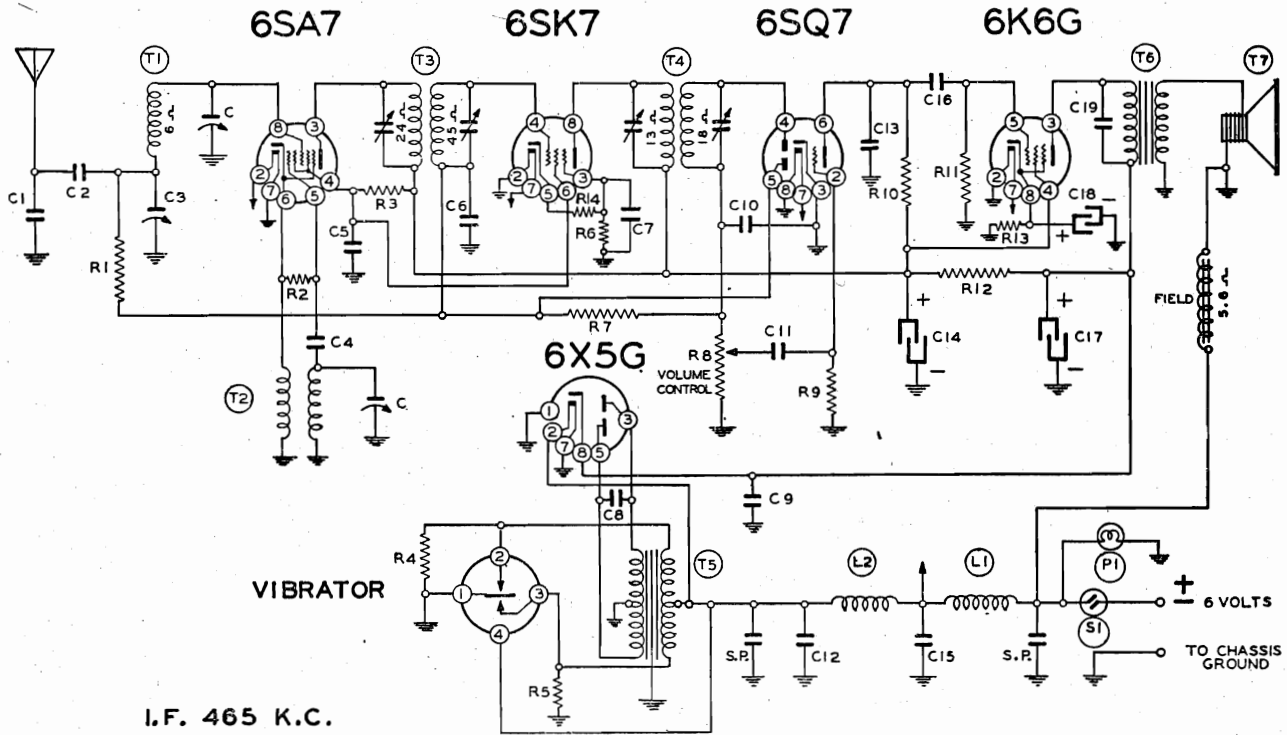 6SA7
6SK7
6SQ7
6K6G
T1
T3
T4
T6
T7
6 Ω
C
24 Ω
45 Ω
13 Ω
18 Ω
C16
C19
C13
8 3
4 8
4 6
5 3
2 7 6 5 4
2 7 5 6 3
5 8 7 3 2
2 7 8 4
C1
C2
C3
R1
R3
C5
C6
R14
R6
C7
C10
R10
R11
R13
C18
+ −
R2
C4
R7
R12
FIELD
5.6 Ω
+
C14
−
+
C17
−
T2
C
6X5G
R8
VOLUME
CONTROL
C11
R9
1 2 7 8 5 3
C8
C9
R4
VIBRATOR
1 2 3 4
R5
T5
L2
L1
P1
S1
+
−
6 VOLTS
S.P.
C12
C15
S.P.
TO CHASSIS
GROUND
I.F. 465 K.C.